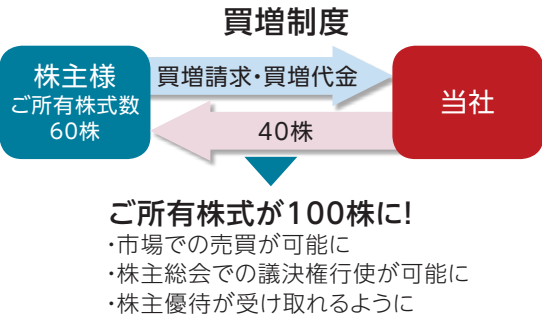 買増制度
株主様
ご所有株式数
60株
買増請求・買増代金
40株
当社
ご所有株式が100株に!
・市場での売買が可能に
・株主総会での議決権行使が可能に
・株主優待が受け取れるように